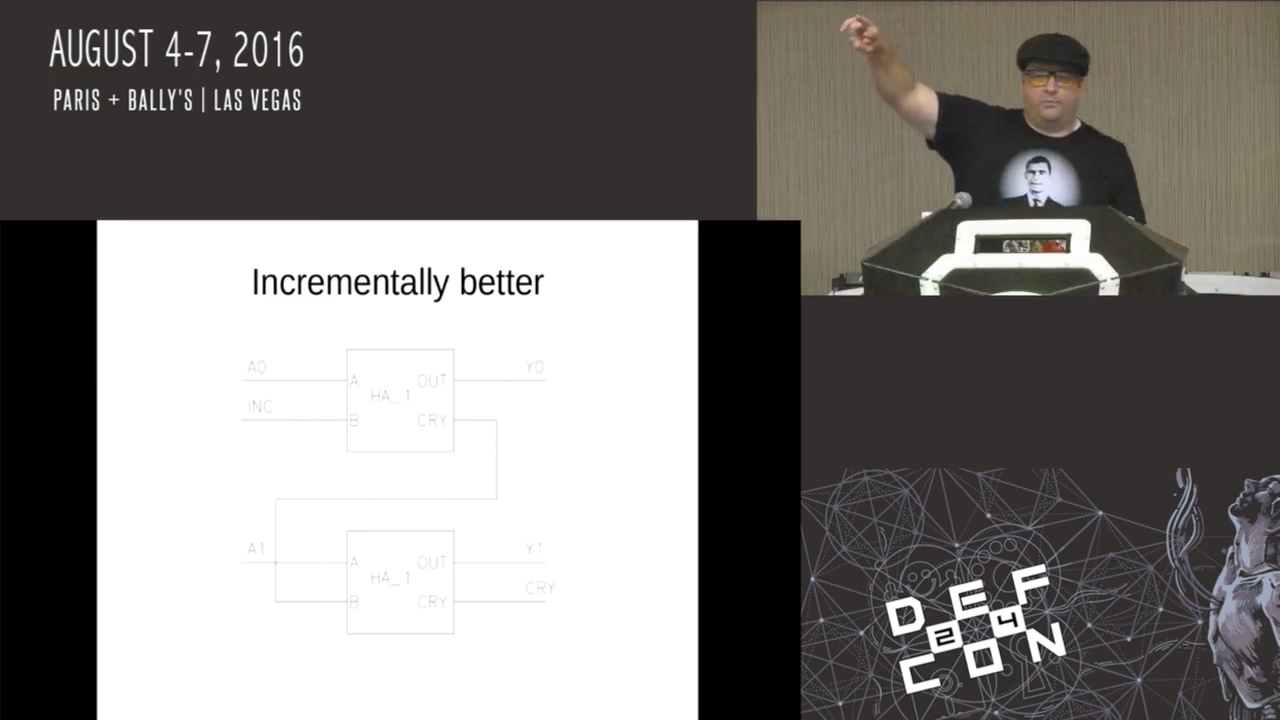 AUGUST 4-7, 2016
PARIS + BALLY'S | LAS VEGAS
Incrementally better
A0
INC
A
B
HA_1
OUT
CRY
Y0
A1
A
B
HA_1
OUT
CRY
Y1
CRY
DEF
24
CON